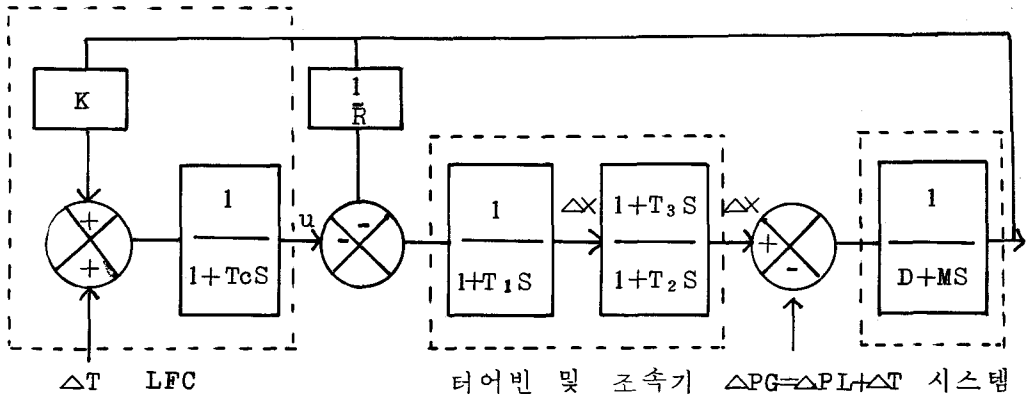 K
1
R
1
1+TcS
u
1
1+T₁S
△X
1+T₃S
1+T₂S
△X
1
D+MS
+
+
-
-
+
-
△T LFC 터어빈 및 조속기 △PG=△PL+△T 시스템